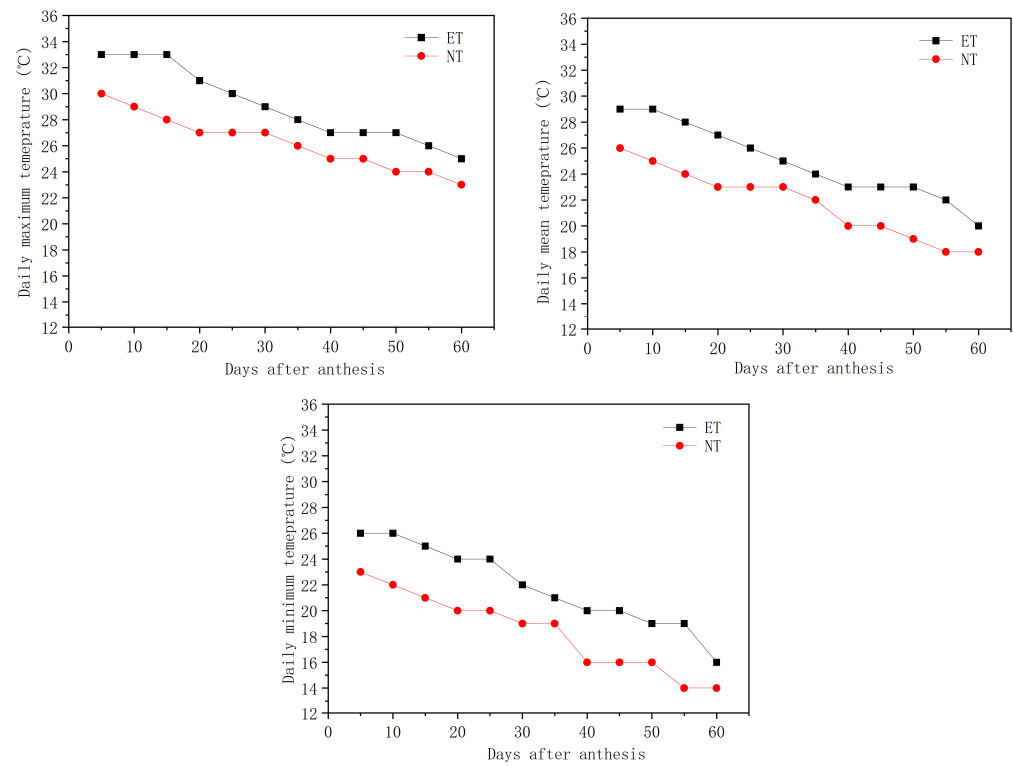 36
34
32
30
28
26
24
22
20
18
16
14
12
0 10 20 30 40 50 60
Daily maximum temeprature (℃)
Days after anthesis
ET
NT
36
34
32
30
28
26
24
22
20
18
16
14
12
0 10 20 30 40 50 60
Daily mean temeprature (℃)
Days after anthesis
ET
NT
36
34
32
30
28
26
24
22
20
18
16
14
12
0 10 20 30 40 50 60
Daily minimum temeprature (℃)
Days after anthesis
ET
NT